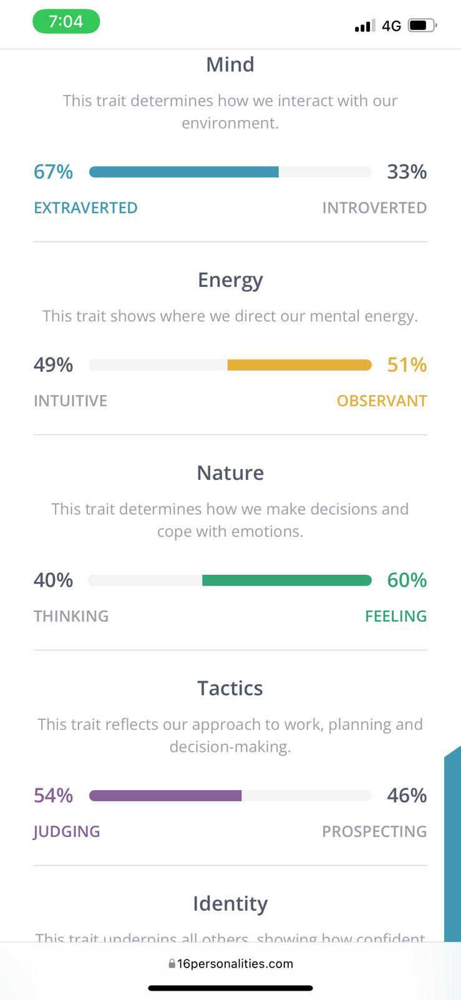 7:04
4G
Mind
This trait determines how we interact with our
environment.
67% 33%
EXTRAVERTED INTROVERTED
Energy
This trait shows where we direct our mental energy.
49% 51%
INTUITIVE OBSERVANT
Nature
This trait determines how we make decisions and
cope with emotions.
40% 60%
THINKING FEELING
Tactics
This trait reflects our approach to work, planning and
decision-making.
54% 46%
JUDGING PROSPECTING
Identity
This trait underpins all others, showing how confident
16personalities.com